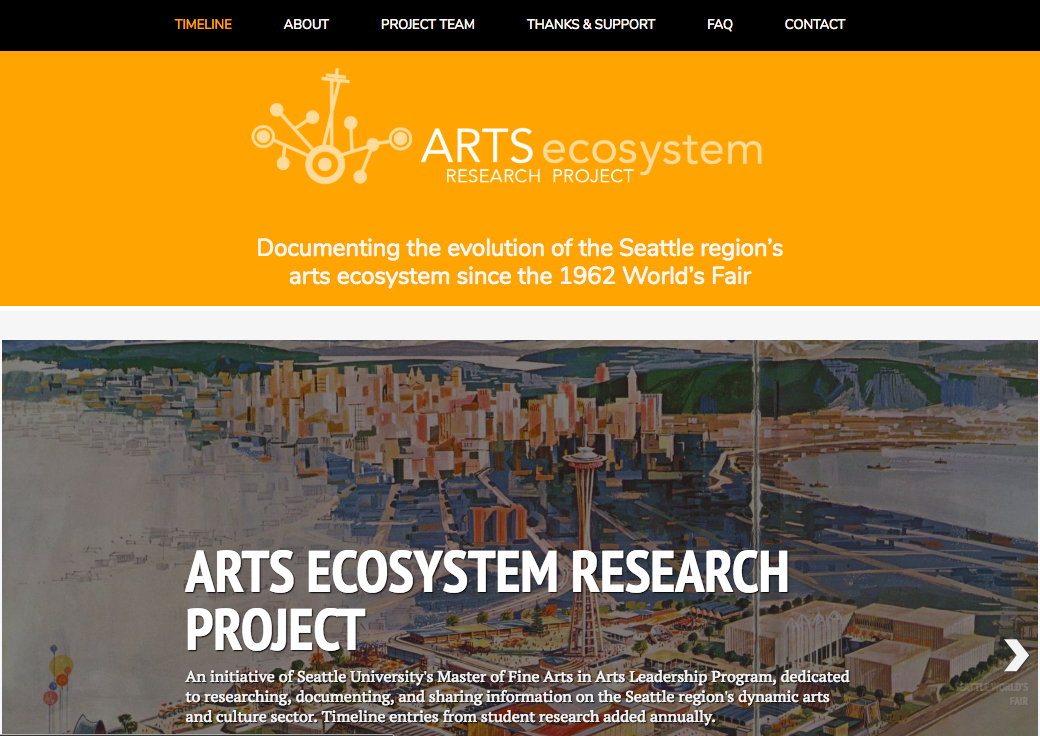 TIMELINE ABOUT PROJECT TEAM THANKS & SUPPORT FAQ CONTACT
ARTS ecosystem
RESEARCH PROJECT
Documenting the evolution of the Seattle region's
arts ecosystem since the 1962 World's Fair
ARTS ECOSYSTEM RESEARCH
PROJECT
An initiative of Seattle University's Master of Fine Arts in Arts Leadership Program, dedicated
to researching, documenting, and sharing information on the Seattle region's dynamic arts
and culture sector. Timeline entries from student research added annually.
SEATTLE WORLD'S
FAIR